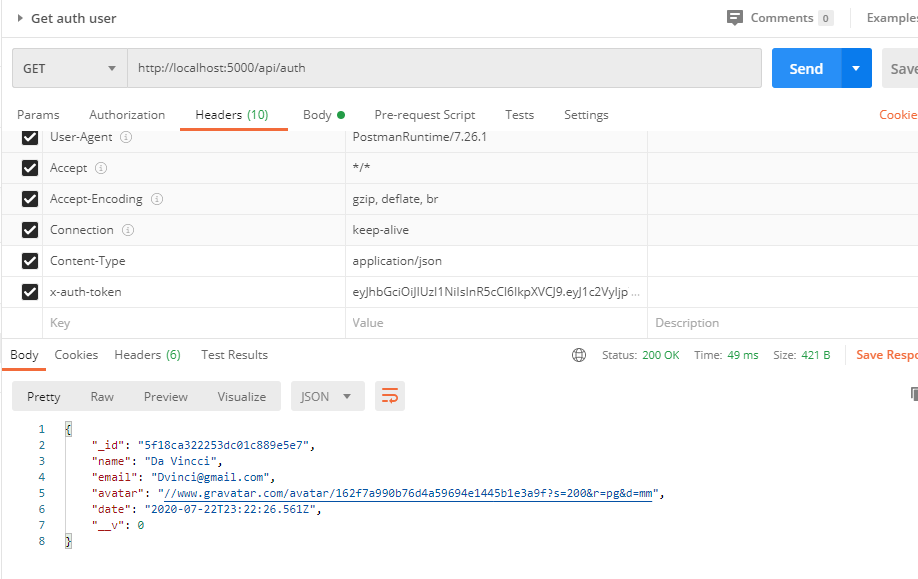 Get auth user Comments 0 Examples
GET http://localhost:5000/api/auth Send Save
Params Authorization Headers (10) Body Pre-request Script Tests Settings Cookie
User-Agent PostmanRuntime/7.26.1
Accept */*
Accept-Encoding gzip, deflate, br
Connection keep-alive
Content-Type application/json
x-auth-token eyJhbGciOiJIUzI1NiIsInR5cCI6IkpXVCJ9.eyJ1c2VyIjp ...
Key Value Description
Body Cookies Headers (6) Test Results Status: 200 OK Time: 49 ms Size: 421 B Save Respo
Pretty Raw Preview Visualize JSON
1 {
2 "_id": "5f18ca322253dc01c889e5e7",
3 "name": "Da Vincci",
4 "email": "Dvinci@gmail.com",
5 "avatar": "//www.gravatar.com/avatar/162f7a990b76d4a59694e1445b1e3a9f?s=200&r=pg&d=mm",
6 "date": "2020-07-22T23:22:26.561Z",
7 "__v": 0
8 }